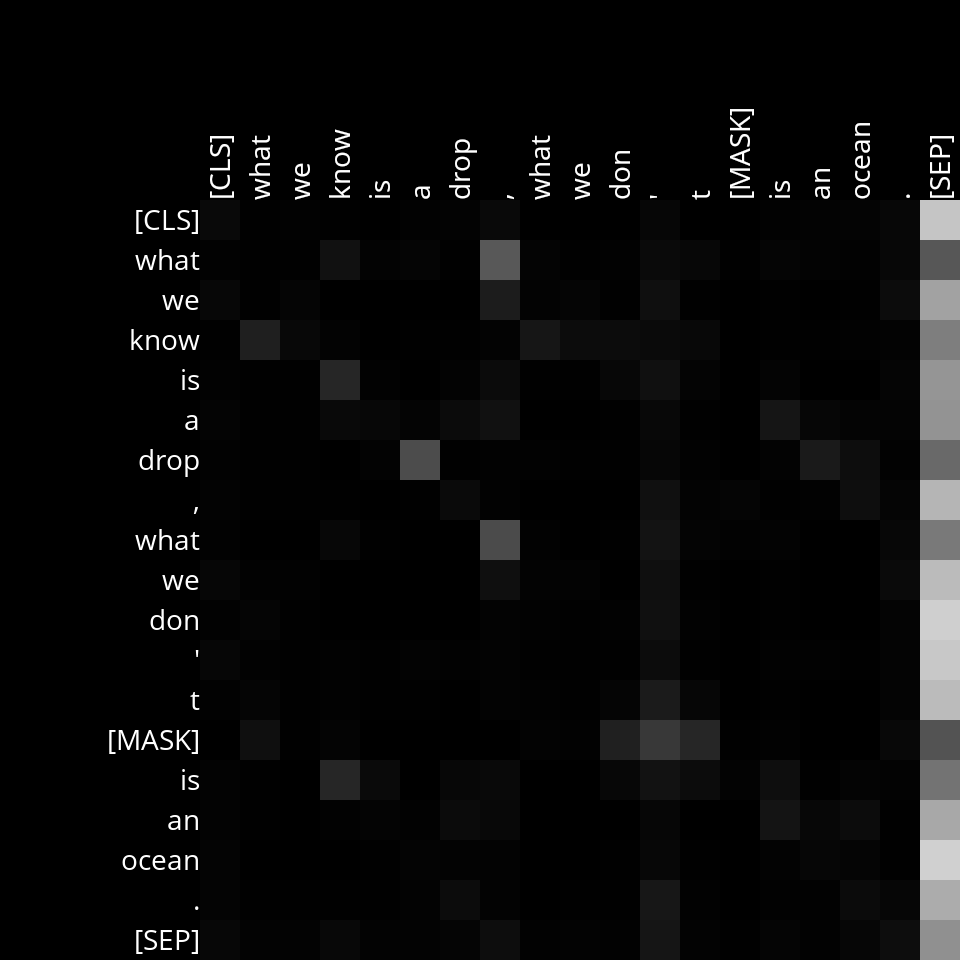 [CLS] what we know is a drop , what we don ' t [MASK] is an ocean . [SEP]
[CLS]
what
we
know
is
a
drop
,
what
we
don
'
t
[MASK]
is
an
ocean
.
[SEP]